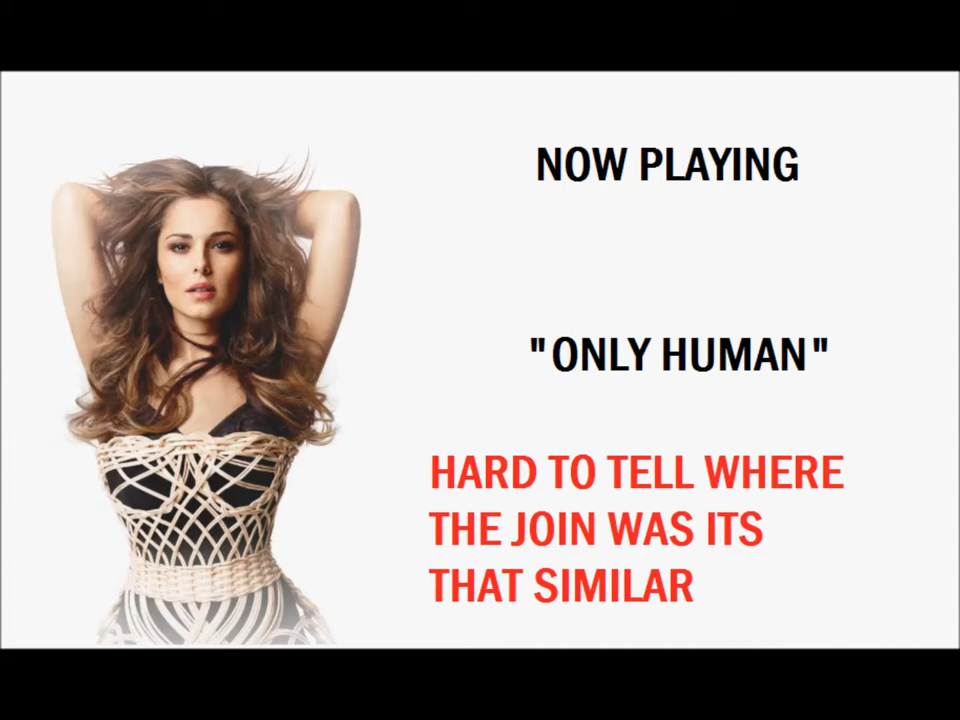 NOW PLAYING
"ONLY HUMAN"
HARD TO TELL WHERE
THE JOIN WAS ITS
THAT SIMILAR